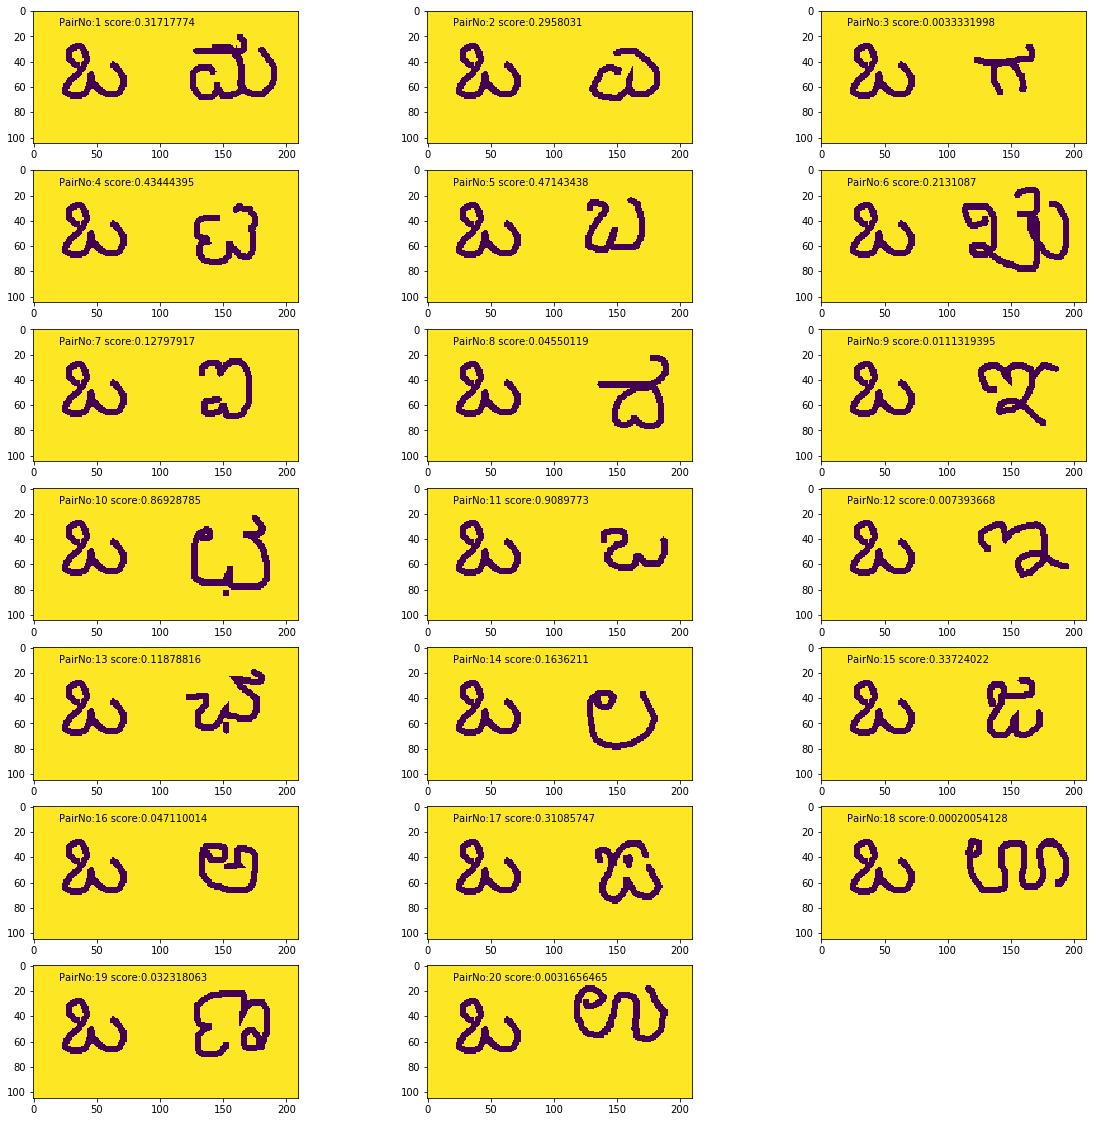 0 0 0
PairNo:1 score:0.31717774 PairNo:2 score:0.2958031 PairNo:3 score:0.0033331998
20 20 20
ಒ ಒ ಒ
40 40 40
60 60 60
80 80 80
100 100 100
0 50 100 150 200 0 50 100 150 200 0 50 100 150 200
0 0 0
PairNo:4 score:0.43444395 PairNo:5 score:0.47143438 PairNo:6 score:0.2131087
20 20 20
ಒ ಒ ಒ
40 40 40
60 60 60
80 80 80
100 100 100
0 50 100 150 200 0 50 100 150 200 0 50 100 150 200
0 0 0
PairNo:7 score:0.12797917 PairNo:8 score:0.04550119 PairNo:9 score:0.0111319395
20 20 20
ಒ ಒ ಒ
40 40 40
60 60 60
80 80 80
100 100 100
0 50 100 150 200 0 50 100 150 200 0 50 100 150 200
0 0 0
PairNo:10 score:0.86928785 PairNo:11 score:0.9089773 PairNo:12 score:0.007393668
20 20 20
ಒ ಒ ಒ
40 40 40
60 60 60
80 80 80
100 100 100
0 50 100 150 200 0 50 100 150 200 0 50 100 150 200
0 0 0
PairNo:13 score:0.11878816 PairNo:14 score:0.1636211 PairNo:15 score:0.33724022
20 20 20
ಒ ಒ ಲ ಒ ಜ
40 40 40
60 60 60
80 80 80
100 100 100
0 50 100 150 200 0 50 100 150 200 0 50 100 150 200
0 0 0
PairNo:16 score:0.047110014 PairNo:17 score:0.31085747 PairNo:18 score:0.00020054128
20 20 20
ಒ ಒ ಒ
40 40 40
60 60 60
80 80 80
100 100 100
0 50 100 150 200 0 50 100 150 200 0 50 100 150 200
0 0
PairNo:19 score:0.032318063 PairNo:20 score:0.0031656465
20 20
ಒ ಒ ಉ
40 40
60 60
80 80
100 100
0 50 100 150 200 0 50 100 150 200